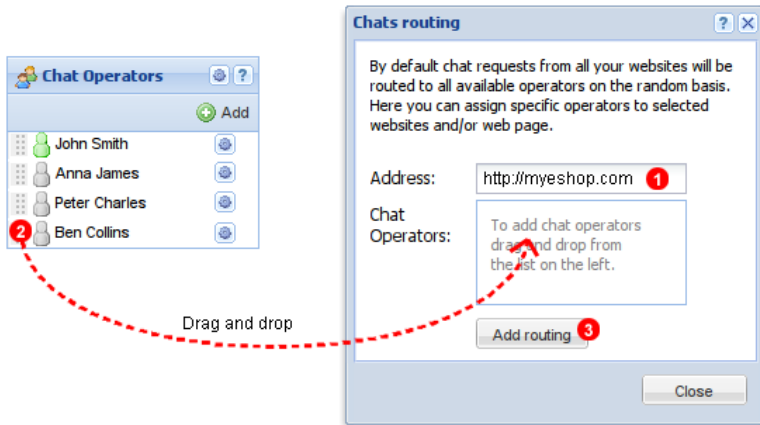 Chat Operators
?
Add
John Smith
Anna James
Peter Charles
2
Ben Collins
Drag and drop
Chats routing
?
By default chat requests from all your websites will be
routed to all available operators on the random basis.
Here you can assign specific operators to selected
websites and/or web page.
Address:
http://myeshop.com
1
Chat
Operators:
To add chat operators
drag and drop from
the list on the left.
Add routing
3
Close